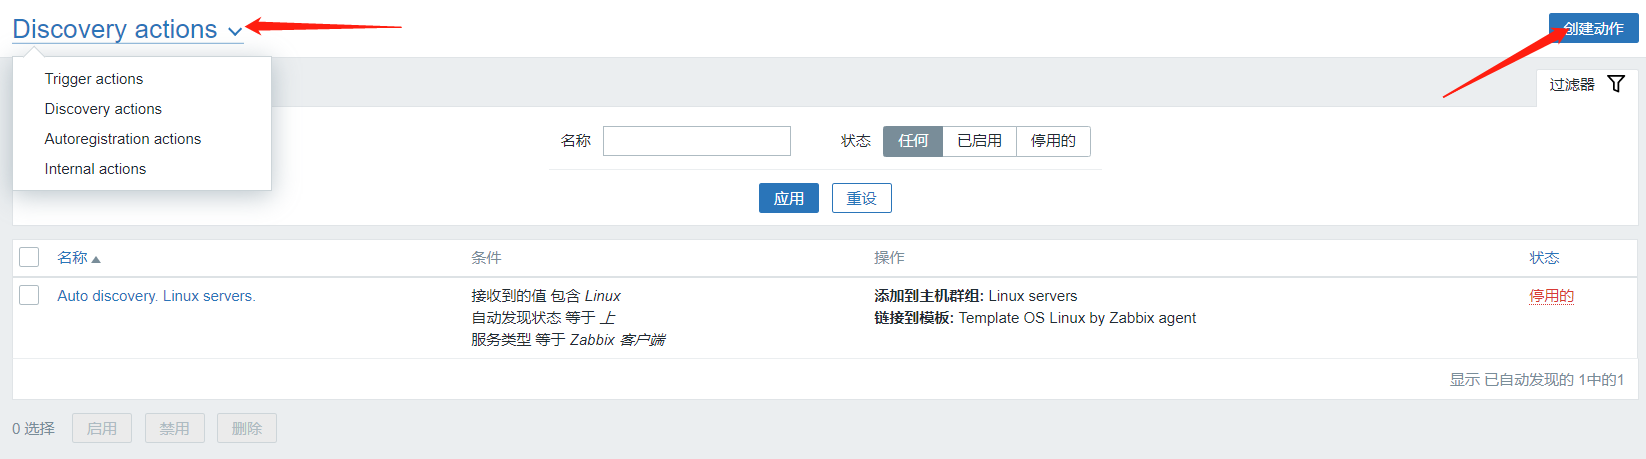 Discovery actions
创建动作
Trigger actions
Discovery actions
Autoregistration actions
Internal actions
过滤器
名称
状态 任何 已启用 停用的
应用 重设
名称 条件 操作 状态
Auto discovery. Linux servers.
接收到的值 包含 Linux
自动发现状态 等于 上
服务类型 等于 Zabbix 客户端
添加到主机群组: Linux servers
链接到模板: Template OS Linux by Zabbix agent
停用的
显示 已自动发现的 1中的1
0 选择 启用 禁用 删除